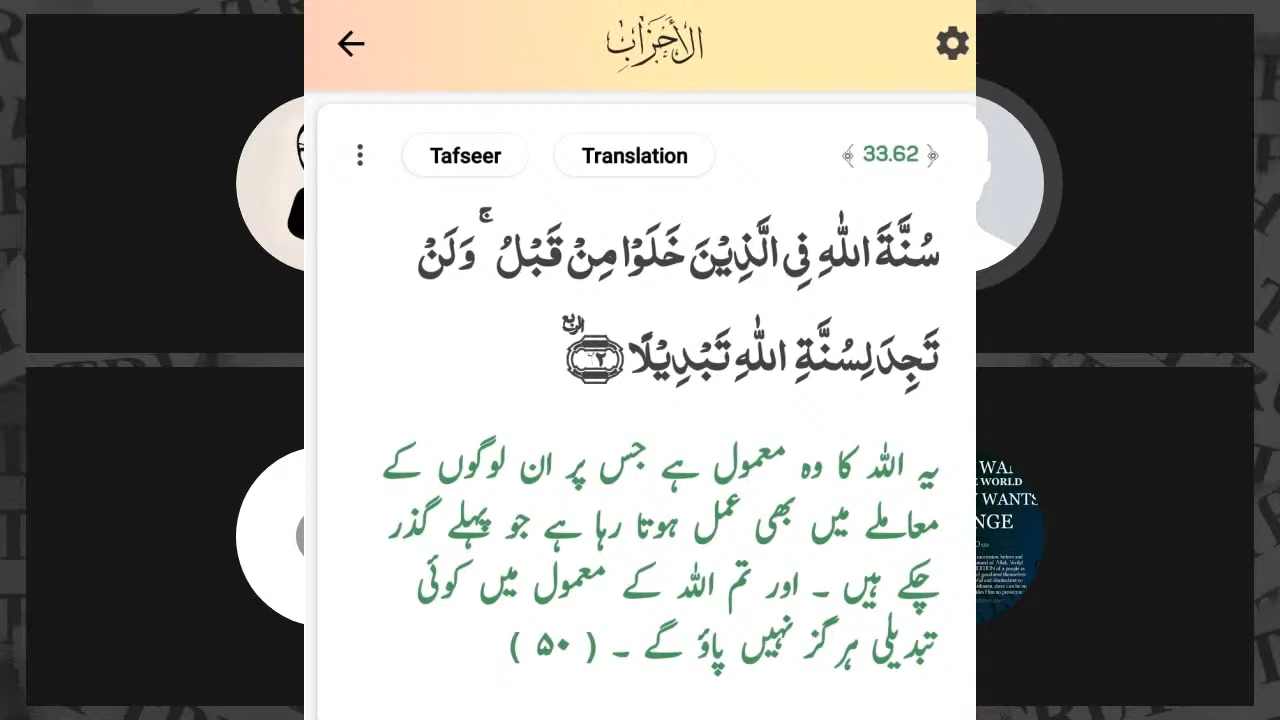 الأحزاب
Tafseer
Translation
33.62
سُنَّةَ اللّٰهِ فِی الَّذِیْنَ خَلَوْا مِنْ قَبْلُ ۚ وَلَنْ
تَجِدَ لِسُنَّةِ اللّٰهِ تَبْدِیْلًا
یہ اللہ کا وہ معمول ہے جس پر ان لوگوں کے
معاملے میں بھی عمل ہوتا رہا ہے جو پہلے گذر
چکے ہیں ۔ اور تم اللہ کے معمول میں کوئی
تبدیلی ہرگز نہیں پاؤ گے ۔ ( ۵۰ )
WORLD
WANTS